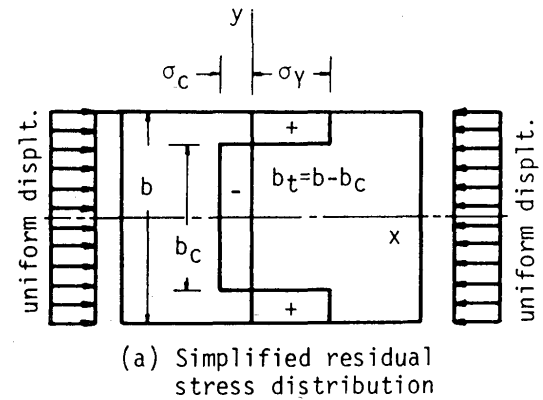 y
σc
σY
uniform displt.
+
b
-
bt=b-bc
bc
x
+
uniform displt.
(a) Simplified residual
stress distribution